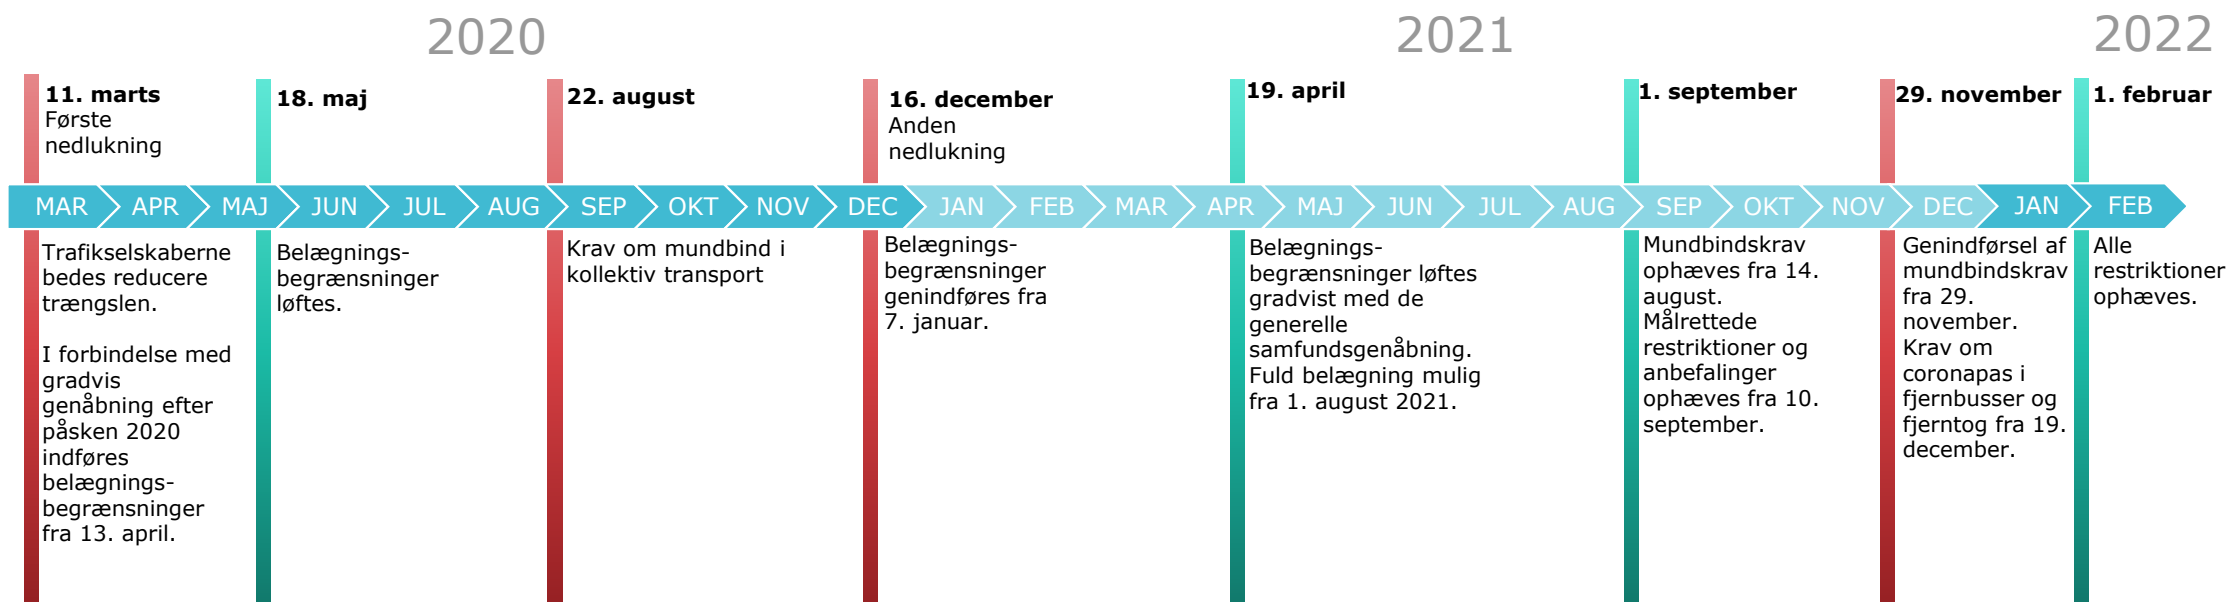 2020
2021
2022
11. marts
Første
nedlukning
18. maj
22. august
16. december
Anden
nedlukning
19. april
1. september
29. november
1. februar
MAR
APR
MAJ
JUN
JUL
AUG
SEP
OKT
NOV
DEC
JAN
FEB
MAR
APR
MAJ
JUN
JUL
AUG
SEP
OKT
NOV
DEC
JAN
FEB
Trafikselskaberne
bedes reducere
trængslen.
I forbindelse med
gradvis
genåbning efter
påsken 2020
indføres
belægnings-
begrænsninger
fra 13. april.
Belægnings-
begrænsninger
løftes.
Krav om mundbind i
kollektiv transport
Belægnings-
begrænsninger
genindføres fra
7. januar.
Belægnings-
begrænsninger løftes
gradvist med de
generelle
samfundsgenåbning.
Fuld belægning mulig
fra 1. august 2021.
Mundbindskrav
ophæves fra 14.
august.
Målrettede
restriktioner og
anbefalinger
ophæves fra 10.
september.
Genindførsel af
mundbindskrav
fra 29.
november.
Krav om
coronapas i
fjernbusser og
fjerntog fra 19.
december.
Alle
restriktioner
ophæves.